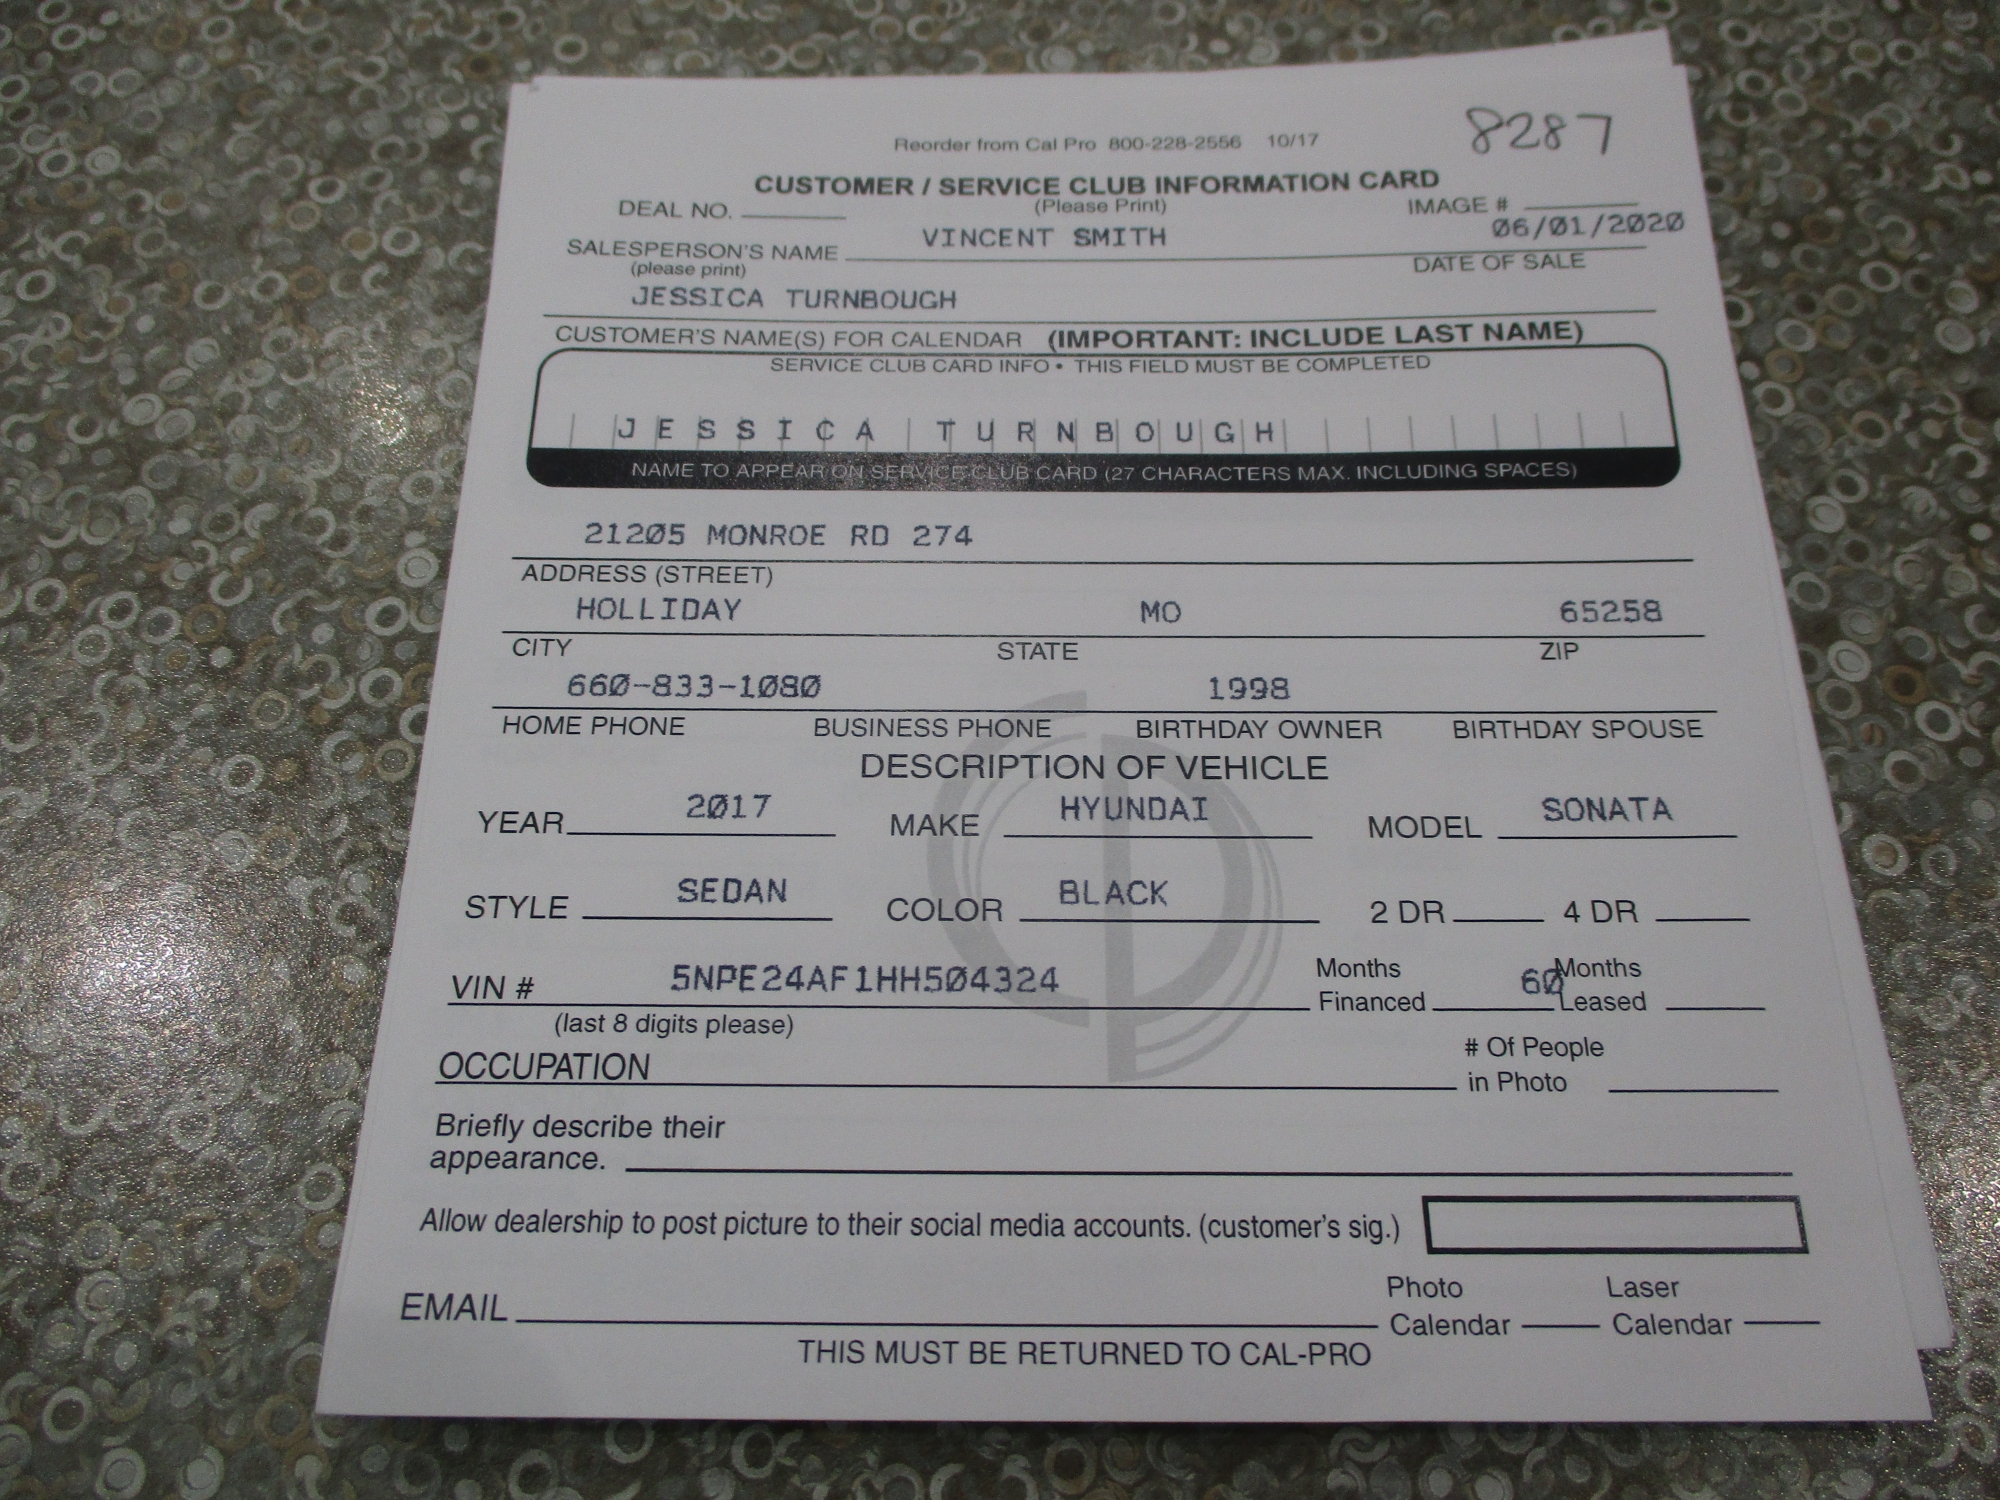 8287
Reorder from Cal Pro 800-228-2556 10/17
CUSTOMER / SERVICE CLUB INFORMATION CARD
DEAL NO. (Please Print) IMAGE #
VINCENT SMITH 06/01/2020
SALESPERSON'S NAME DATE OF SALE
(please print)
JESSICA TURNBOUGH
CUSTOMER'S NAME(S) FOR CALENDAR (IMPORTANT: INCLUDE LAST NAME)
SERVICE CLUB CARD INFO • THIS FIELD MUST BE COMPLETED
JESSICA TURNBOUGH
NAME TO APPEAR ON SERVICE CLUB CARD (27 CHARACTERS MAX. INCLUDING SPACES)
21205 MONROE RD 274
ADDRESS (STREET)
HOLLIDAY MO 65258
CITY STATE ZIP
660-833-1080 1998
HOME PHONE BUSINESS PHONE BIRTHDAY OWNER BIRTHDAY SPOUSE
DESCRIPTION OF VEHICLE
YEAR 2017 MAKE HYUNDAI MODEL SONATA
STYLE SEDAN COLOR BLACK 2 DR 4 DR
VIN # 5NPE24AF1HH504324 Months Financed 60 Months Leased
(last 8 digits please)
OCCUPATION # Of People in Photo
Briefly describe their
appearance.
Allow dealership to post picture to their social media accounts. (customer's sig.)
EMAIL Photo Calendar Laser Calendar
THIS MUST BE RETURNED TO CAL-PRO